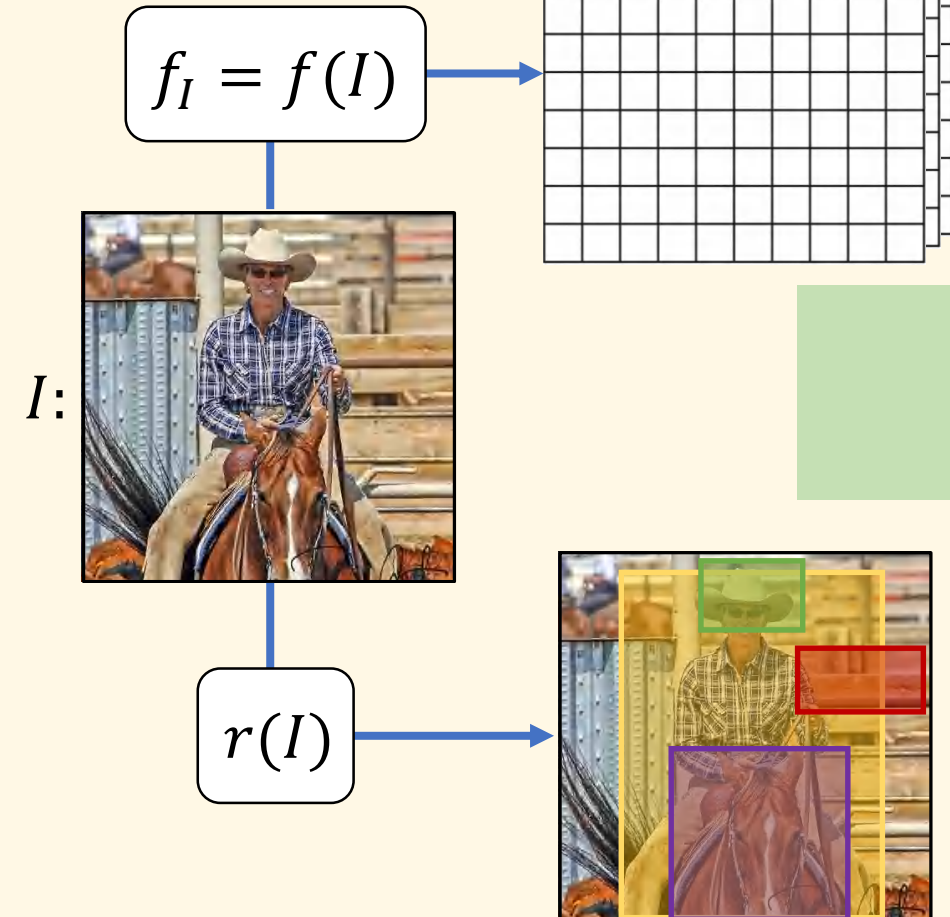 f_I = f(I)
I:
r(I)